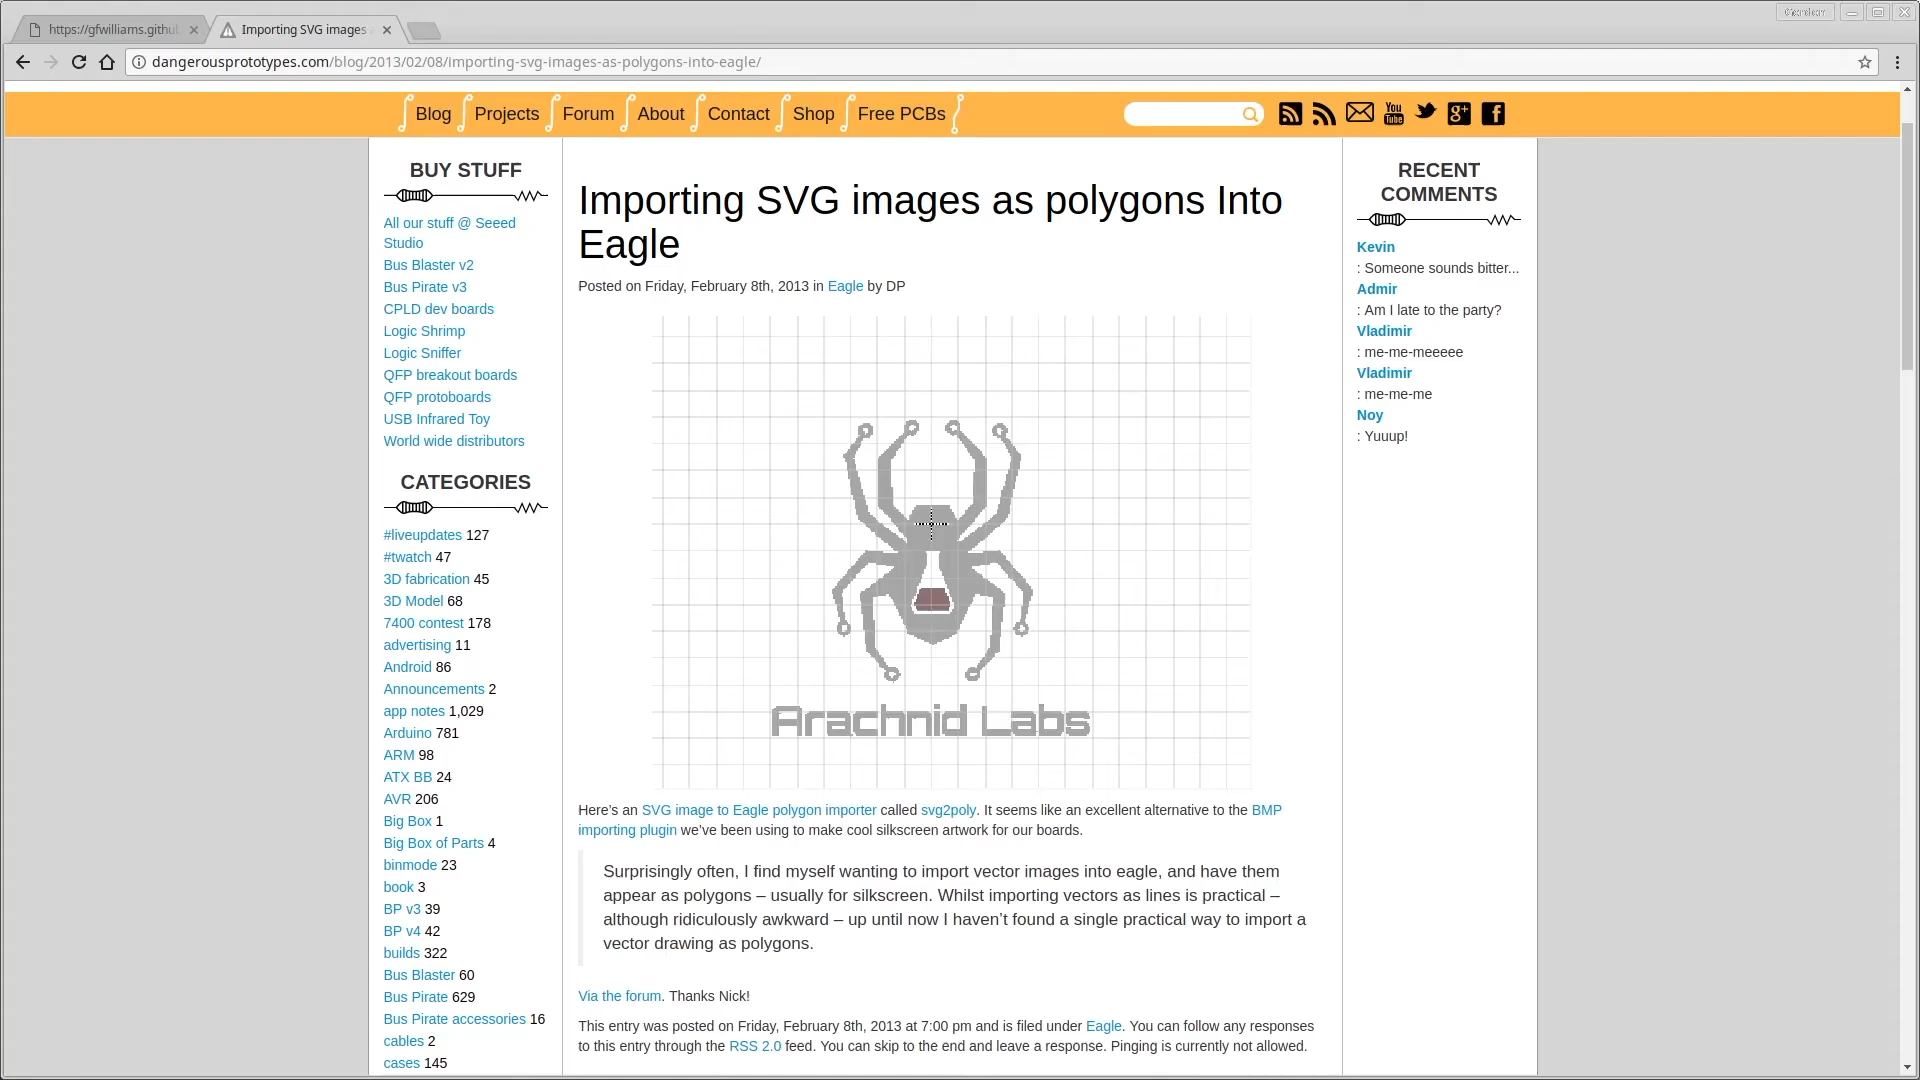 Gordon
https://gfwilliams.githu
Importing SVG images
dangerousprototypes.com/blog/2013/02/08/importing-svg-images-as-polygons-into-eagle/
Blog Projects Forum About Contact Shop Free PCBs
You
Tube
g+
f
BUY STUFF
All our stuff @ Seeed
Studio
Bus Blaster v2
Bus Pirate v3
CPLD dev boards
Logic Shrimp
Logic Sniffer
QFP breakout boards
QFP protoboards
USB Infrared Toy
World wide distributors
CATEGORIES
#liveupdates 127
#twatch 47
3D fabrication 45
3D Model 68
7400 contest 178
advertising 11
Android 86
Announcements 2
app notes 1,029
Arduino 781
ARM 98
ATX BB 24
AVR 206
Big Box 1
Big Box of Parts 4
binmode 23
book 3
BP v3 39
BP v4 42
builds 322
Bus Blaster 60
Bus Pirate 629
Bus Pirate accessories 16
cables 2
cases 145
Importing SVG images as polygons Into
Eagle
Posted on Friday, February 8th, 2013 in Eagle by DP
Arachnid Labs
Here’s an SVG image to Eagle polygon importer called svg2poly. It seems like an excellent alternative to the BMP
importing plugin we’ve been using to make cool silkscreen artwork for our boards.
Surprisingly often, I find myself wanting to import vector images into eagle, and have them
appear as polygons – usually for silkscreen. Whilst importing vectors as lines is practical –
although ridiculously awkward – up until now I haven’t found a single practical way to import a
vector drawing as polygons.
Via the forum. Thanks Nick!
This entry was posted on Friday, February 8th, 2013 at 7:00 pm and is filed under Eagle. You can follow any responses
to this entry through the RSS 2.0 feed. You can skip to the end and leave a response. Pinging is currently not allowed.
RECENT
COMMENTS
Kevin
: Someone sounds bitter...
Admir
: Am I late to the party?
Vladimir
: me-me-meeeee
Vladimir
: me-me-me
Noy
: Yuuup!